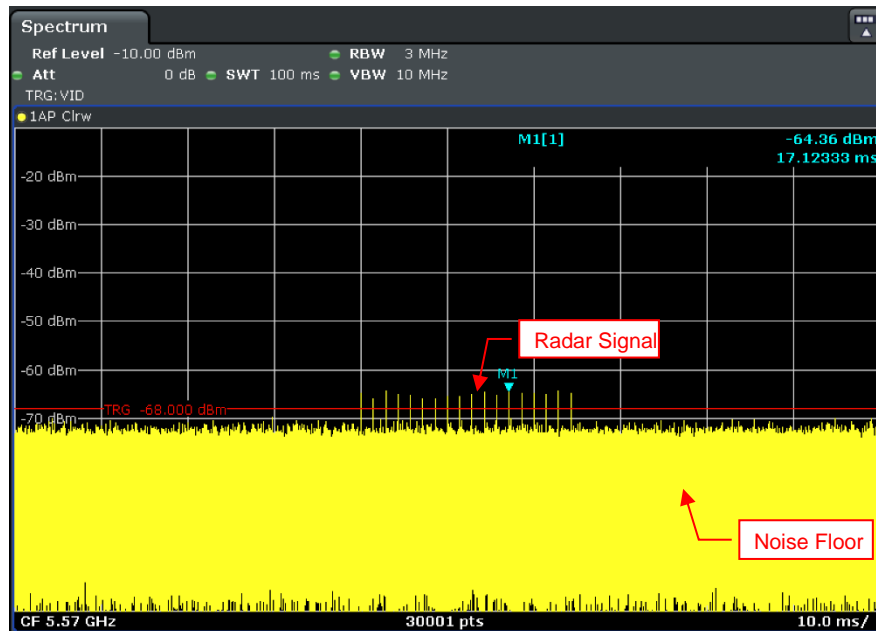 Spectrum
Ref Level -10.00 dBm RBW 3 MHz
Att 0 dB SWT 100 ms VBW 10 MHz
TRG:VID
1AP Clrw
M1[1] -64.36 dBm
17.12333 ms
-20 dBm
-30 dBm
-40 dBm
-50 dBm
Radar Signal
-60 dBm
M1
TRG -68.000 dBm
-70 dBm
Noise Floor
CF 5.57 GHz 30001 pts 10.0 ms/